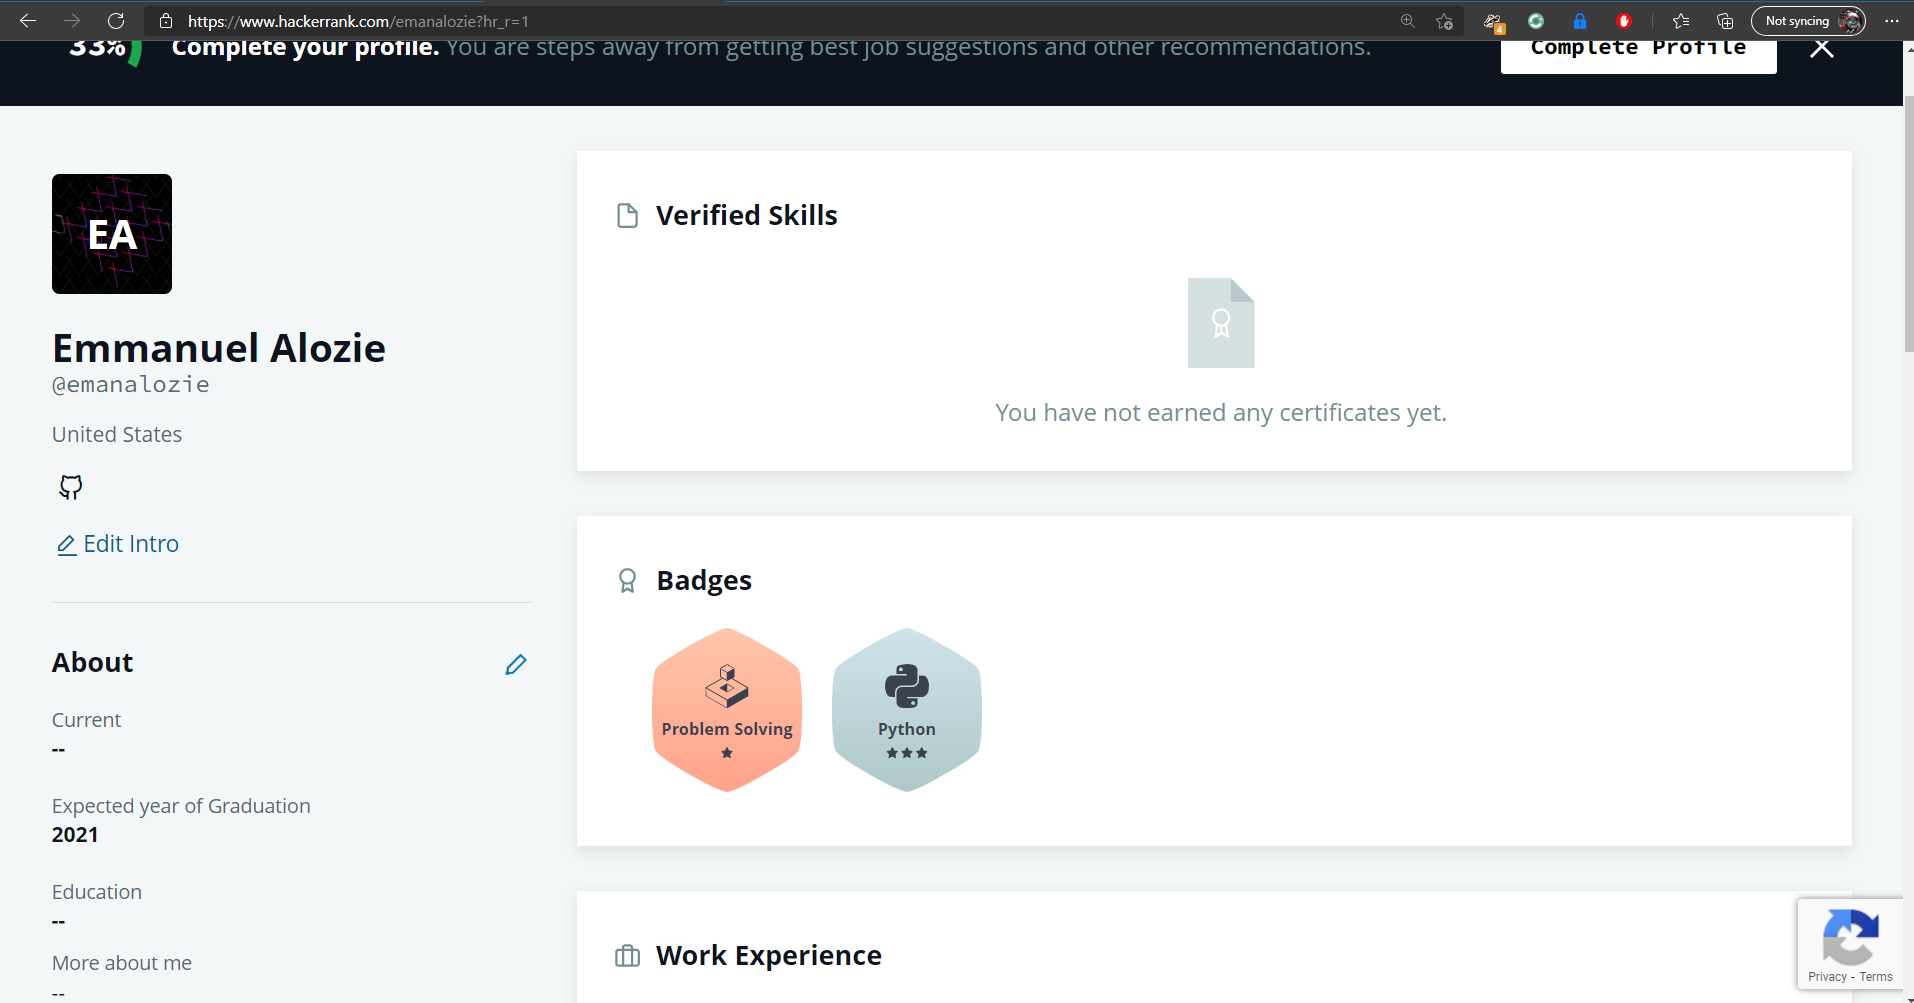 https://www.hackerrank.com/emanalozie?hr_r=1
4
Not syncing
33%
Complete your profile. You are steps away from getting best job suggestions and other recommendations.
Complete Profile
EA
Emmanuel Alozie
@emanalozie
United States
Edit Intro
About
Current
--
Expected year of Graduation
2021
Education
--
More about me
--
Verified Skills
You have not earned any certificates yet.
Badges
Problem Solving
Python
Work Experience
Privacy - Terms